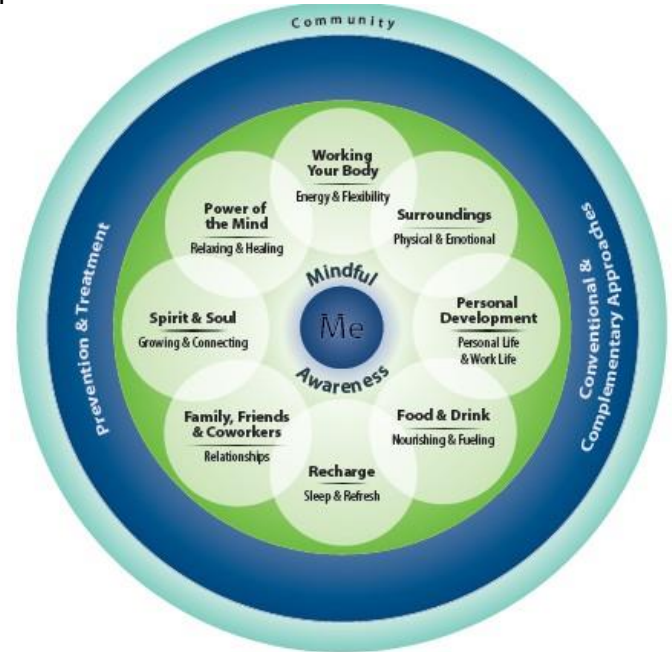 Community
Prevention & Treatment
Conventional &
Complementary Approaches
Working
Your Body
Energy & Flexibility
Surroundings
Physical & Emotional
Personal
Development
Personal Life
& Work Life
Food & Drink
Nourishing & Fueling
Recharge
Sleep & Refresh
Family, Friends
& Coworkers
Relationships
Spirit & Soul
Growing & Connecting
Power of
the Mind
Relaxing & Healing
Mindful
Me
Awareness